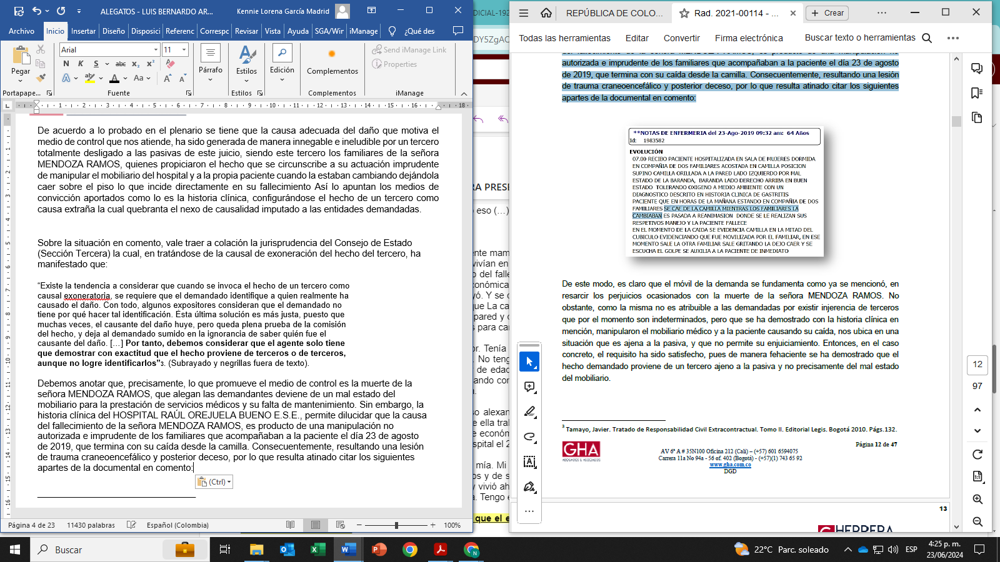 ALEGATOS - LUIS BERNARDO AR...
Kennie Lorena García Madrid
Archivo
Inicio
Insertar
Diseño
Disposici
Referenc
Correspc
Revisar
Vista
Ayuda
SGA/Wir
iManage
¿Qué des
Pegar
Arial
11
N K S abc x2 x2
Aa
Párrafo
Estilos
Edición
Complementos
Send iManage Link
Properties
Portapape...
Fuente
Estilos
Complementos
iManage
De acuerdo a lo probado en el plenario se tiene que la causa adecuada del daño que motiva el
medio de control que nos atiende, ha sido generada de manera innegable e ineludible por un tercero
totalmente desligado a las pasivas de este juicio, siendo este tercero los familiares de la señora
MENDOZA RAMOS, quienes propiciaron el hecho que se circunscribe a su actuación imprudente
de manipular el mobiliario del hospital y a la propia paciente cuando la estaban cambiando dejándola
caer sobre el piso lo que incide directamente en su fallecimiento Así lo apuntan los medios de
convicción aportados como lo es la historia clínica, configurándose el hecho de un tercero como
causa extraña la cual quebranta el nexo de causalidad imputado a las entidades demandadas.
Sobre la situación en comento, vale traer a colación la jurisprudencia del Consejo de Estado
(Sección Tercera) la cual, en tratándose de la causal de exoneración del hecho del tercero, ha
manifestado que:
“Existe la tendencia a considerar que cuando se invoca el hecho de un tercero como
causal exoneratoria, se requiere que el demandado identifique a quien realmente ha
causado el daño. Con todo, algunos expositores consideran que el demandado no
tiene por qué hacer tal identificación. Esta última solución es más justa, puesto que
muchas veces, el causante del daño huye, pero queda plena prueba de la comisión
del hecho, y deja al demandado sumido en la ignorancia de saber quién fue el
causante del daño. […] Por tanto, debemos considerar que el agente solo tiene
que demostrar con exactitud que el hecho proviene de terceros o de terceros,
aunque no logre identificarlos”3. (Subrayado y negrillas fuera de texto).
Debemos anotar que, precisamente, lo que promueve el medio de control es la muerte de la
señora MENDOZA RAMOS, que alegan las demandantes deviene de un mal estado del
mobiliario para la prestación de servicios médicos y su falta de mantenimiento. Sin embargo, la
historia clínica del HOSPITAL RAÚL OREJUELA BUENO E.S.E., permite dilucidar que la causa
del fallecimiento de la señora MENDOZA RAMOS, es producto de una manipulación no
autorizada e imprudente de los familiares que acompañaban a la paciente el día 23 de agosto
de 2019, que termina con su caída desde la camilla. Consecuentemente, resultando una lesión
de trauma craneoencefálico y posterior deceso, por lo que resulta atinado citar los siguientes
apartes de la documental en comento:
(Ctrl)
Página 4 de 23
11430 palabras
Español (Colombia)
100%
DICIAL-192
DY5ZgAC
RA PRESE
o eso (...)
REPÚBLICA DE COLO...
Rad. 2021-00114 - ...
Crear
Todas las herramientas
Editar
Convertir
Firma electrónica
Buscar texto o herramientas
autorizada e imprudente de los familiares que acompañaban a la paciente el día 23 de agosto
de 2019, que termina con su caída desde la camilla. Consecuentemente, resultando una lesión
de trauma craneoencefálico y posterior deceso, por lo que resulta atinado citar los siguientes
apartes de la documental en comento:
**NOTAS DE ENFERMERIA del 23-Ago-2019 09:32 am: 64 Años
Id: 1983582
EVOLUCIÓN
07.00 RECIBO PACIENTE HOSPITALIZADA EN SALA DE MUJERES DORMIDA
EN COMPAÑIA DE DOS FAMILIARES ACOSTADA EN CAMILLA POSICION
SUPINO CAMILLA ORILLADA A LA PARED LADO IZQUIERDO POR MAL
ESTADO DE LA BARANDA, BARANDA LADO DERECHO ARRIBA EN BUEN
ESTADO TOLERANDO OXIGENO A MEDIO AMBIENTE CON UN
DIAGNOSTICO DESCRITO EN HISTORIA CLINICA DE GASTRITIS
PACIENTE QUE EN HORAS DE LA MAÑANA ESTANDO EN COMPAÑIA DE DOS
FAMILIARES SE CAE DE LA CAMILLA MIENTRAS LOS FAMILIARES LA
CAMBIABAN ES PASADA A REANIMASION DONDE SE LE REALIZAN SUS
RESPETIVOS MANEJO Y LA PACIENTE FALLECE
EN EL MOMENTO DE LA CAIDA SE EVIDENCIA CAMILLA EN LA MITAD DEL
CUBICULO EVIDENCIANDO QUE FUE MOVILIZADA POR EL FAMILIAR, EN ESE
MOMENTO SALE LA OTRA FAMILIAR SALE GRITANDO LA DEJO CAER Y SE
ESCUCHA EL GOLPE SE AUXILIA A LA PACIENTE DE INMEDIATO
De este modo, es claro que el móvil de la demanda se fundamenta como ya se mencionó, en
resarcir los perjuicios ocasionados con la muerte de la señora MENDOZA RAMOS. No
obstante, como la misma no es atribuible a las demandadas por existir injerencia de terceros
que por el momento son indeterminados, pero que se ha demostrado con la historia clínica en
mención, manipularon el mobiliario médico y a la paciente causando su caída, nos ubica en una
situación que es ajena a la pasiva, y que no permite su enjuiciamiento. Entonces, en el caso
concreto, el requisito ha sido satisfecho, pues de manera fehaciente se ha demostrado que el
hecho demandado proviene de un tercero ajeno a la pasiva y no precisamente del mal estado
del mobiliario.
3 Tamayo, Javier. Tratado de Responsabilidad Civil Extracontractual. Tomo II. Editorial Legis. Bogotá 2010. Págs.132.
Página 12 de 47
GHA
ABOGADOS & ASOCIADOS
AV 6ª A # 35N100 Oficina 212 (Cali) – (+57) 601 6594075
Carrera 11a No 94a - 56 of. 402 (Bogotá) - (+57)(1) 743 65 92
www.gha.com.co
DGD
13
HERRERA
12
97
que el e
Buscar
22°C Parc. soleado
ESP
4:25 p. m.
23/06/2024